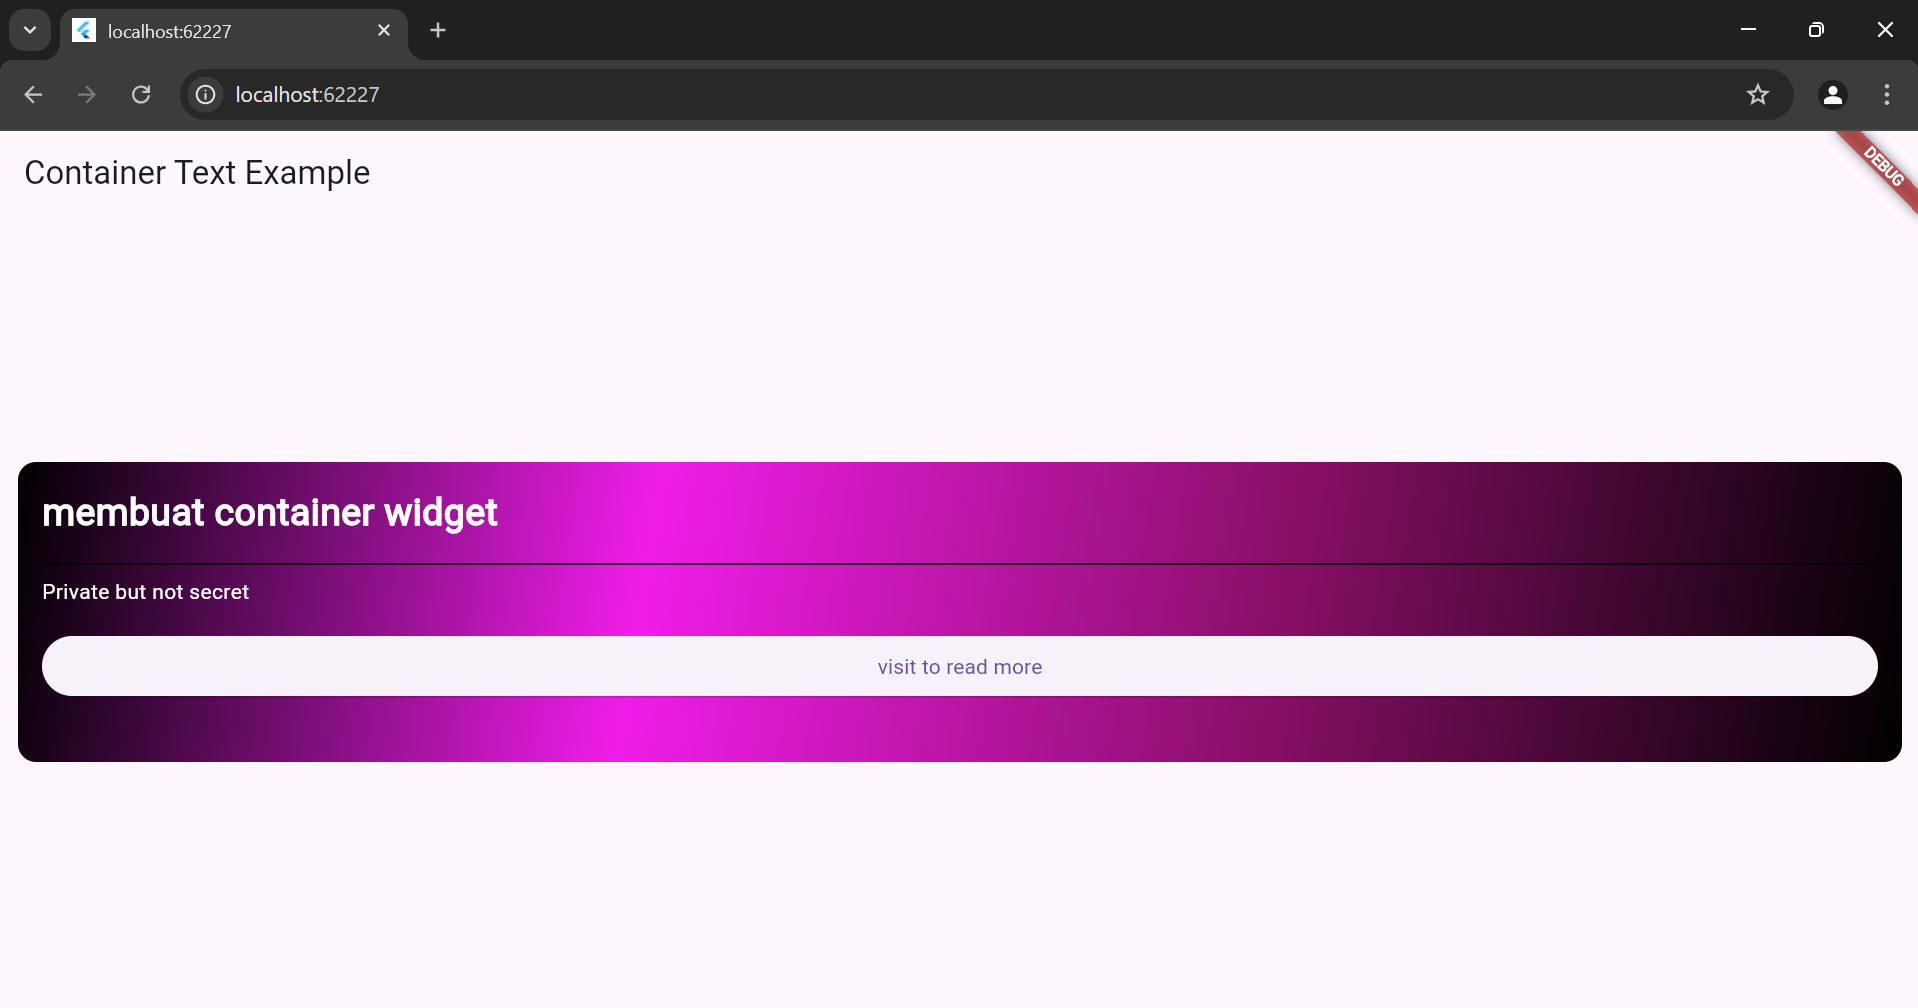 localhost:62227
localhost:62227
Container Text Example
DEBUG
membuat container widget
Private but not secret
visit to read more